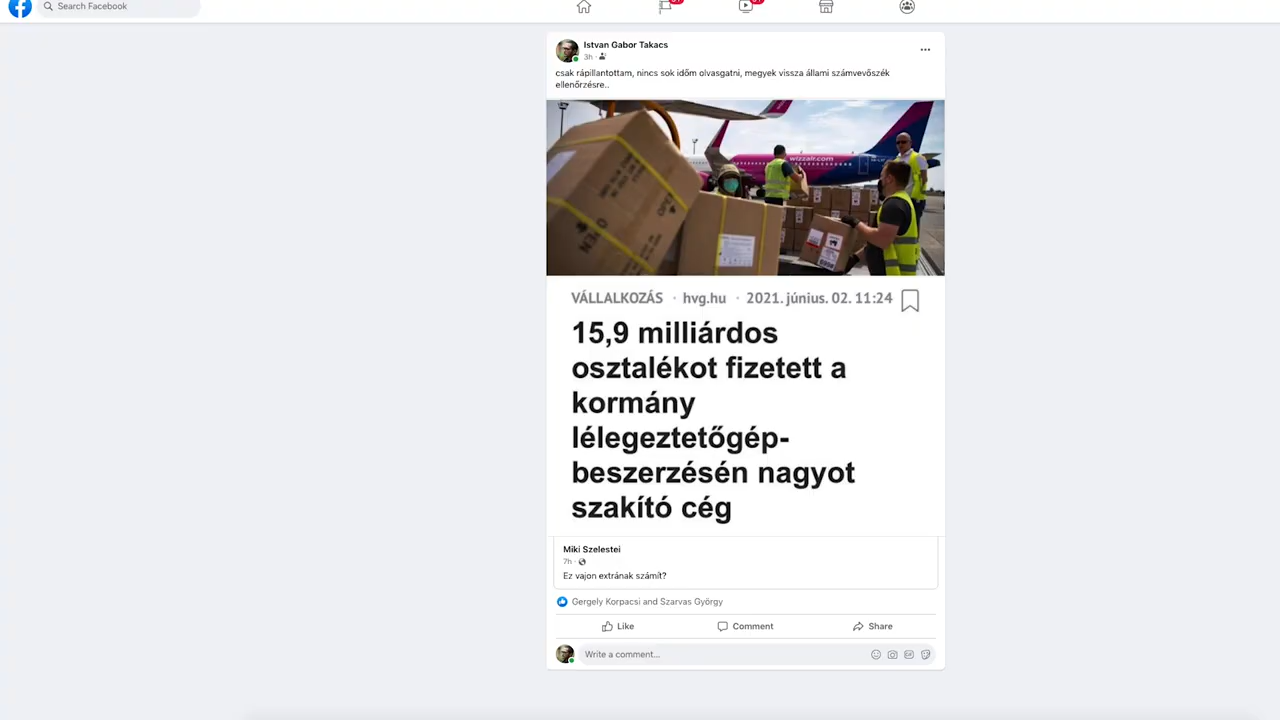 Search Facebook
Istvan Gabor Takacs
3h ·
csak rápillantottam, nincs sok időm olvasgatni, megyek vissza állami számvevőszék
ellenőrzésre..
wizzair.com
VÁLLALKOZÁS · hvg.hu · 2021. június. 02. 11:24
15,9 milliárdos
osztalékot fizetett a
kormány
lélegeztetőgép-
beszerzésén nagyot
szakító cég
Miki Szelestei
7h ·
Ez vajon extrának számít?
Gergely Korpacsi and Szarvas György
Like Comment Share
Write a comment...